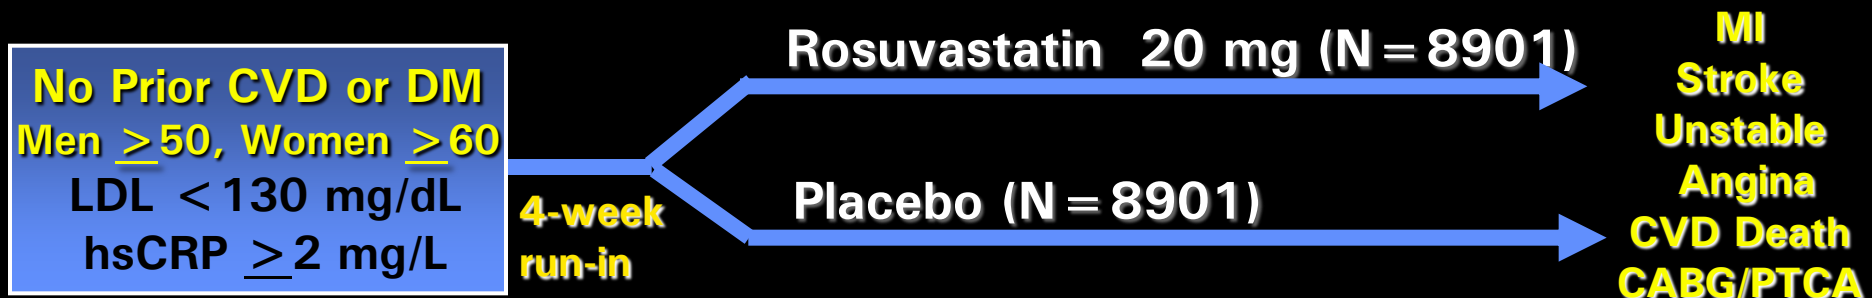 No Prior CVD or DM
Men ≥50, Women ≥60
LDL <130 mg/dL
hsCRP ≥2 mg/L
4-week
run-in
Rosuvastatin 20 mg (N=8901)
Placebo (N=8901)
MI
Stroke
Unstable
Angina
CVD Death
CABG/PTCA